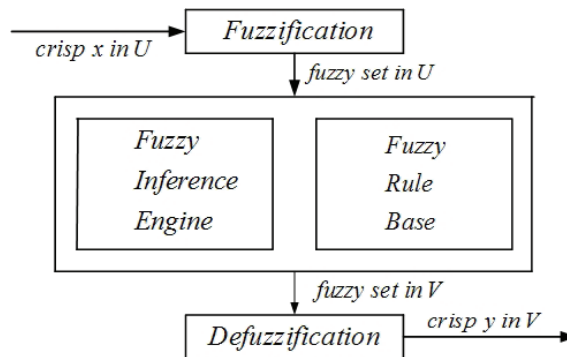 Fuzzification
crisp x in U
fuzzy set in U
Fuzzy
Inference
Engine
Fuzzy
Rule
Base
fuzzy set in V
Defuzzification
crisp y in V